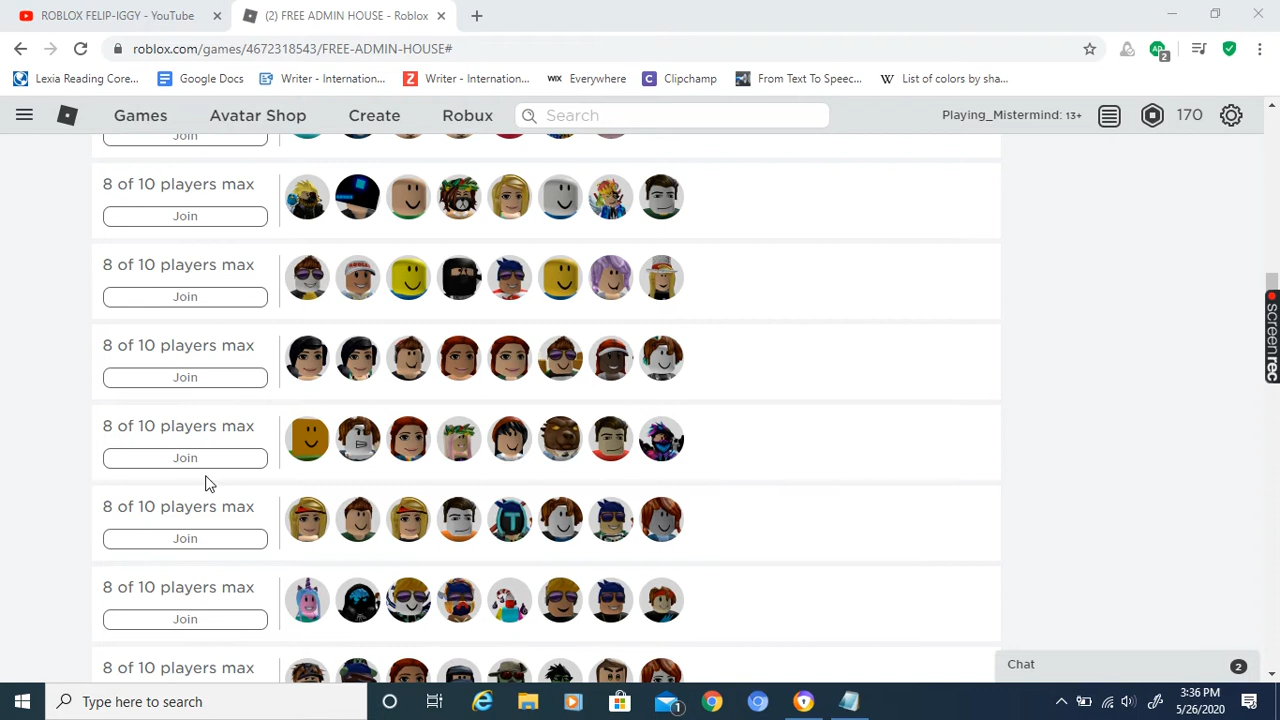 ROBLOX FELIP-IGGY - YouTube
(2) FREE ADMIN HOUSE - Roblox
roblox.com/games/4672318543/FREE-ADMIN-HOUSE#
2
Lexia Reading Core...
Google Docs
Writer - Internation...
Writer - Internation...
WIX Everywhere
Clipchamp
From Text To Speec...
W List of colors by sha...
Games
Avatar Shop
Create
Robux
Search
Playing_Mistermind: 13+
170
Join
8 of 10 players max
Join
8 of 10 players max
Join
8 of 10 players max
Join
8 of 10 players max
Join
8 of 10 players max
Join
8 of 10 players max
Join
8 of 10 players max
screenrec
Chat
2
Type here to search
1
3:36 PM
5/26/2020